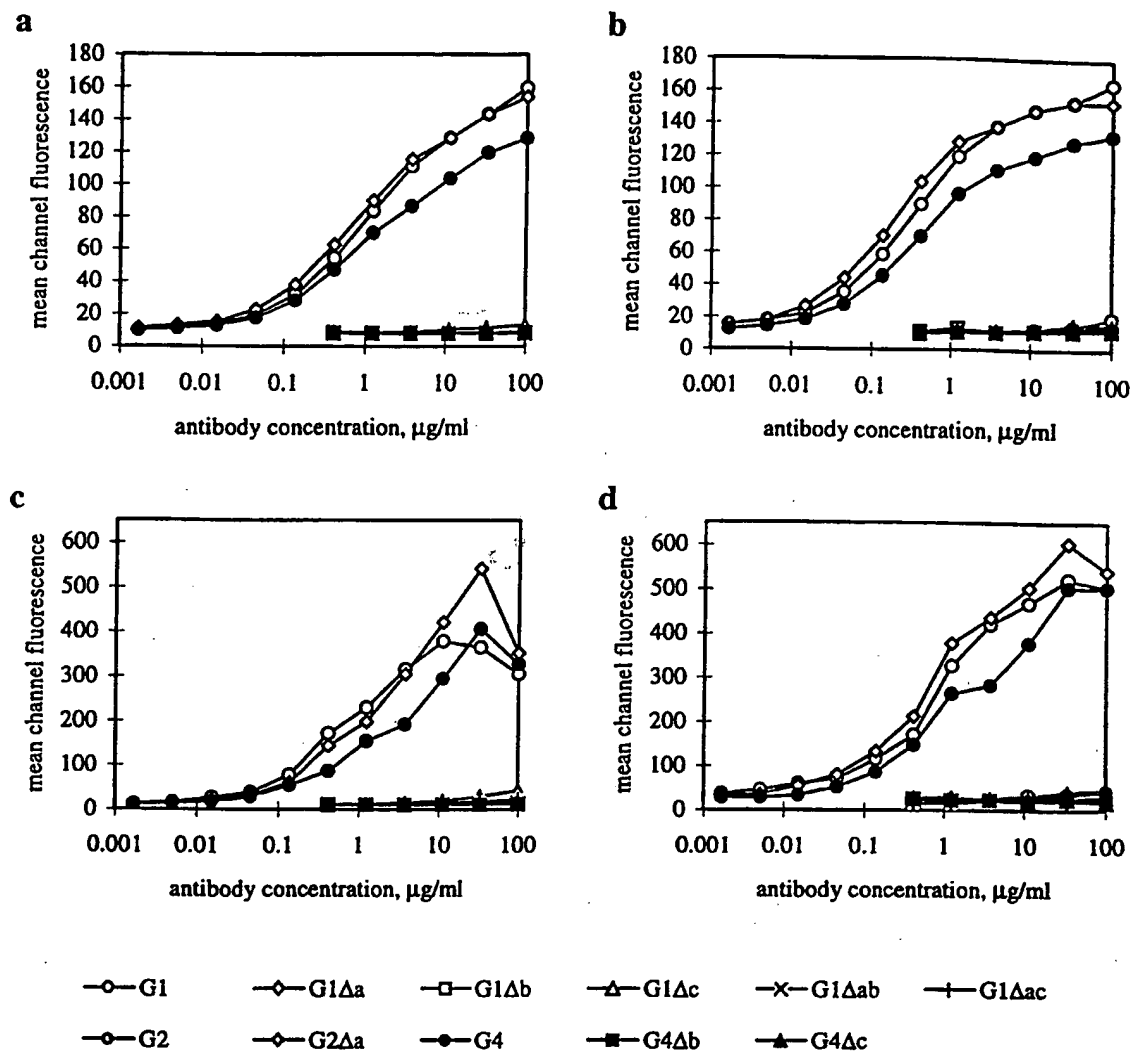 a
mean channel fluorescence
180
160
140
120
100
80
60
40
20
0
0.001 0.01 0.1 1 10 100
antibody concentration, μg/ml
b
mean channel fluorescence
180
160
140
120
100
80
60
40
20
0
0.001 0.01 0.1 1 10 100
antibody concentration, μg/ml
c
mean channel fluorescence
600
500
400
300
200
100
0
0.001 0.01 0.1 1 10 100
antibody concentration, μg/ml
d
mean channel fluorescence
600
500
400
300
200
100
0
0.001 0.01 0.1 1 10 100
antibody concentration, μg/ml
G1 G1Δa G1Δb G1Δc G1Δab G1Δac
G2 G2Δa G4 G4Δb G4Δc